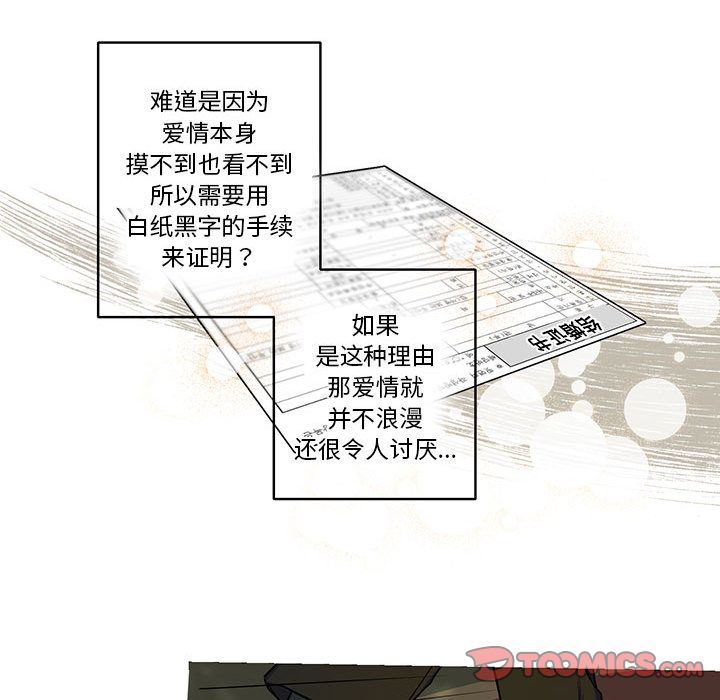 难道是因为
爱情本身
摸不到也看不到
所以需要用
白纸黑字的手续
来证明？
如果
是这种理由
那爱情就
并不浪漫
还很令人讨厌…
结婚证书
TOOMICS.COM